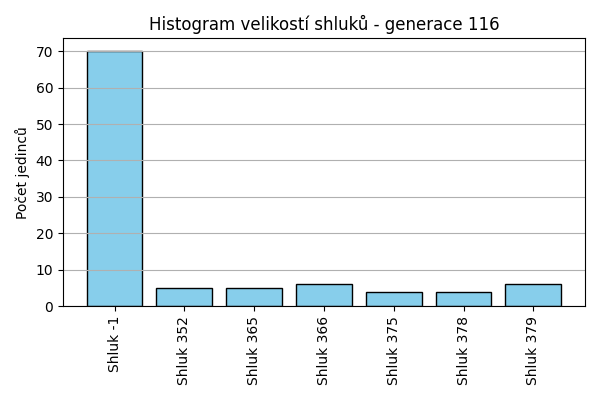 Histogram velikostí shluků - generace 116
Počet jedinců
70
60
50
40
30
20
10
0
Shluk -1
Shluk 352
Shluk 365
Shluk 366
Shluk 375
Shluk 378
Shluk 379